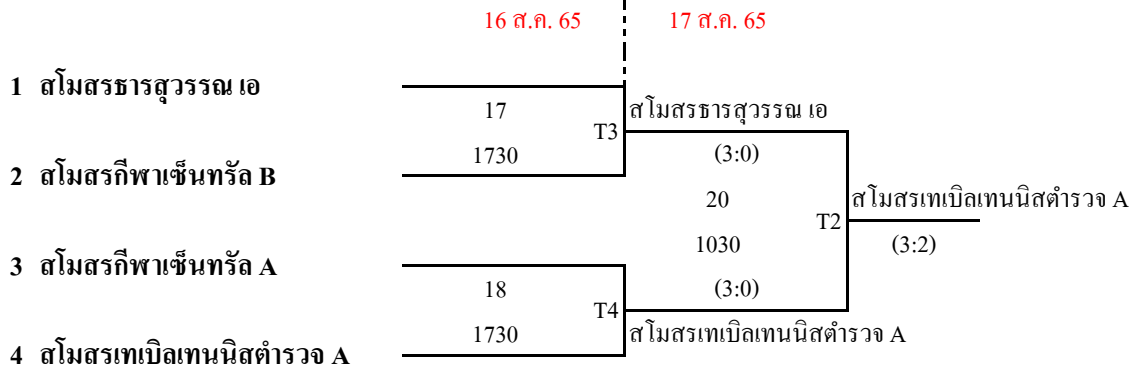 16 ส.ค. 65 17 ส.ค. 65
1 สโมสรธารสุวรรณ เอ
17 สโมสรธารสุวรรณ เอ
T3
1730 (3:0)
2 สโมสรกีฬาเซ็นทรัล B
20 สโมสรเทเบิลเทนนิสตำรวจ A
T2
1030 (3:2)
3 สโมสรกีฬาเซ็นทรัล A
18 (3:0)
T4
1730 สโมสรเทเบิลเทนนิสตำรวจ A
4 สโมสรเทเบิลเทนนิสตำรวจ A